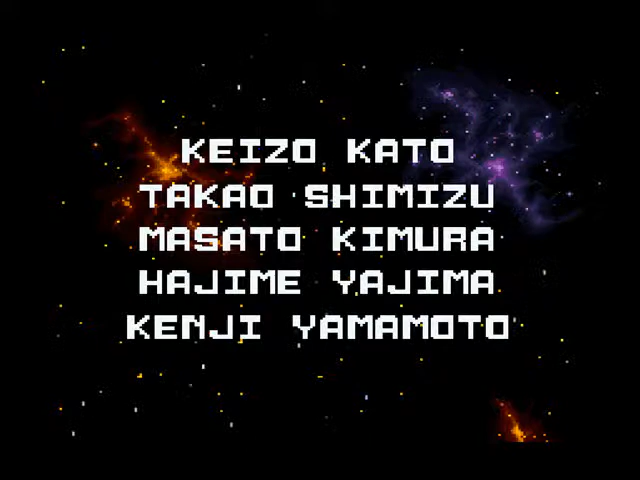 KEIZO KATO
TAKAO SHIMIZU
MASATO KIMURA
HAJIME YAJIMA
KENJI YAMAMOTO